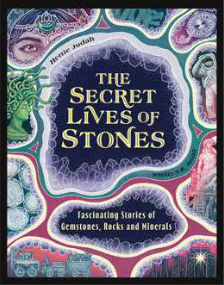 Hettie Judah
THE
SECRET
LIVES OF
STONES
Fascinating Stories of
Gemstones, Rocks and Minerals